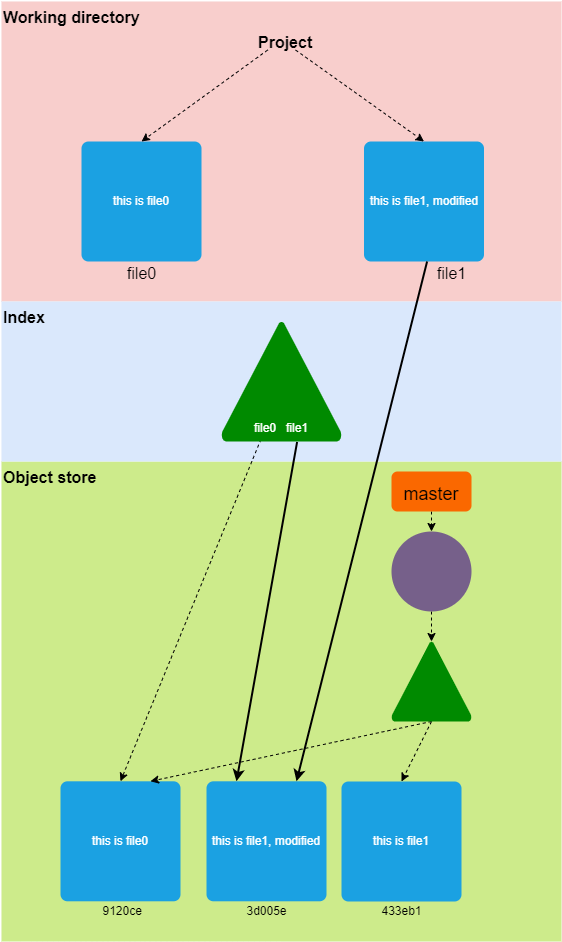 Working directory
Project
this is file0
this is file1, modified
file0
file1
Index
file0 file1
Object store
master
this is file0
this is file1, modified
this is file1
9120ce
3d005e
433eb1